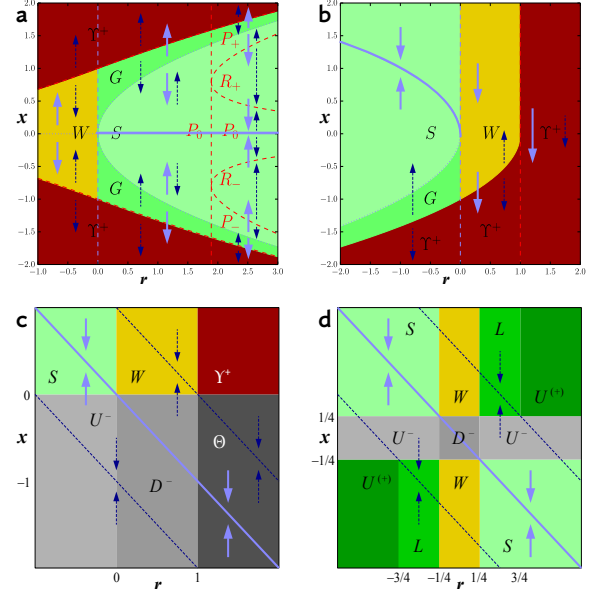 a
2.0
1.5
1.0
0.5
0.0
−0.5
−1.0
−1.5
−2.0
x
−1.0 −0.5 0.0 0.5 1.0 1.5 2.0 2.5 3.0
r
ϒ+
G
W
S
P0 P0
P+
R+
R−
P−
G
ϒ+
b
2.0
1.5
1.0
0.5
0.0
−0.5
−1.0
−1.5
−2.0
x
−2.0 −1.5 −1.0 −0.5 0.0 0.5 1.0 1.5 2.0
r
S W ϒ+
G
ϒ+ ϒ+
c
0
x
−1
0 1
r
S W ϒ+
U−
Θ
D−
d
1/4
x
−1/4
−3/4 −1/4 1/4 3/4
r
S L
W U(+)
U− D− U−
U(+) W
L S